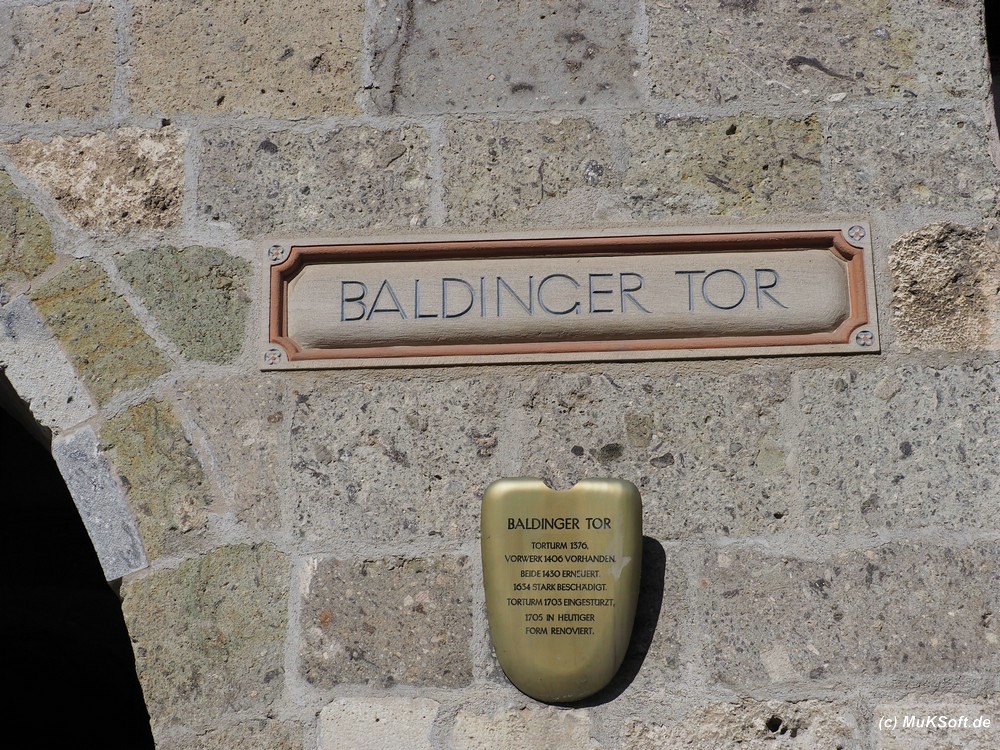 BALDINGER TOR
BALDINGER TOR
TORTURM 1376,
VORWERK 1406 VORHANDEN,
BEIDE 1430 ERNEUERT.
1634 STARK BESCHÄDIGT.
TORTURM 1703 EINGESTÜRZT,
1705 IN HEUTIGER
FORM RENOVIERT.
(c) MuKSoft.de